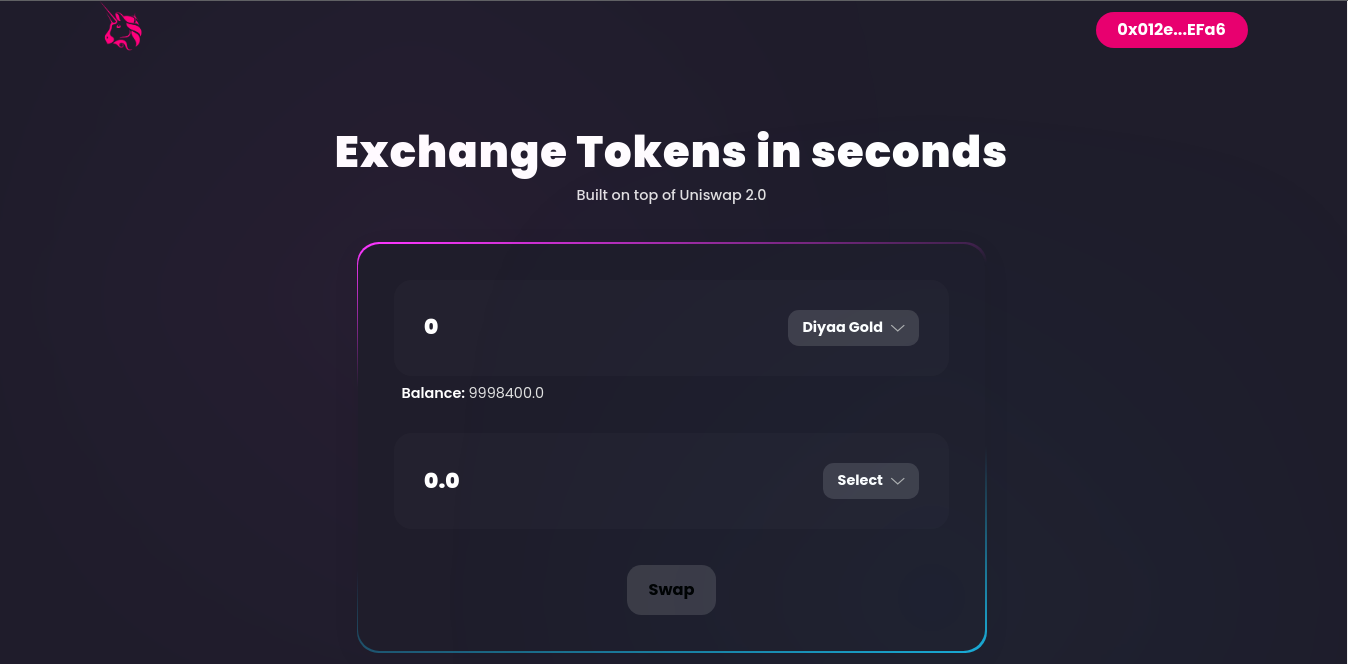 0x012e...EFa6
Exchange Tokens in seconds
Built on top of Uniswap 2.0
0
Diyaa Gold
Balance: 9998400.0
0.0
Select
Swap